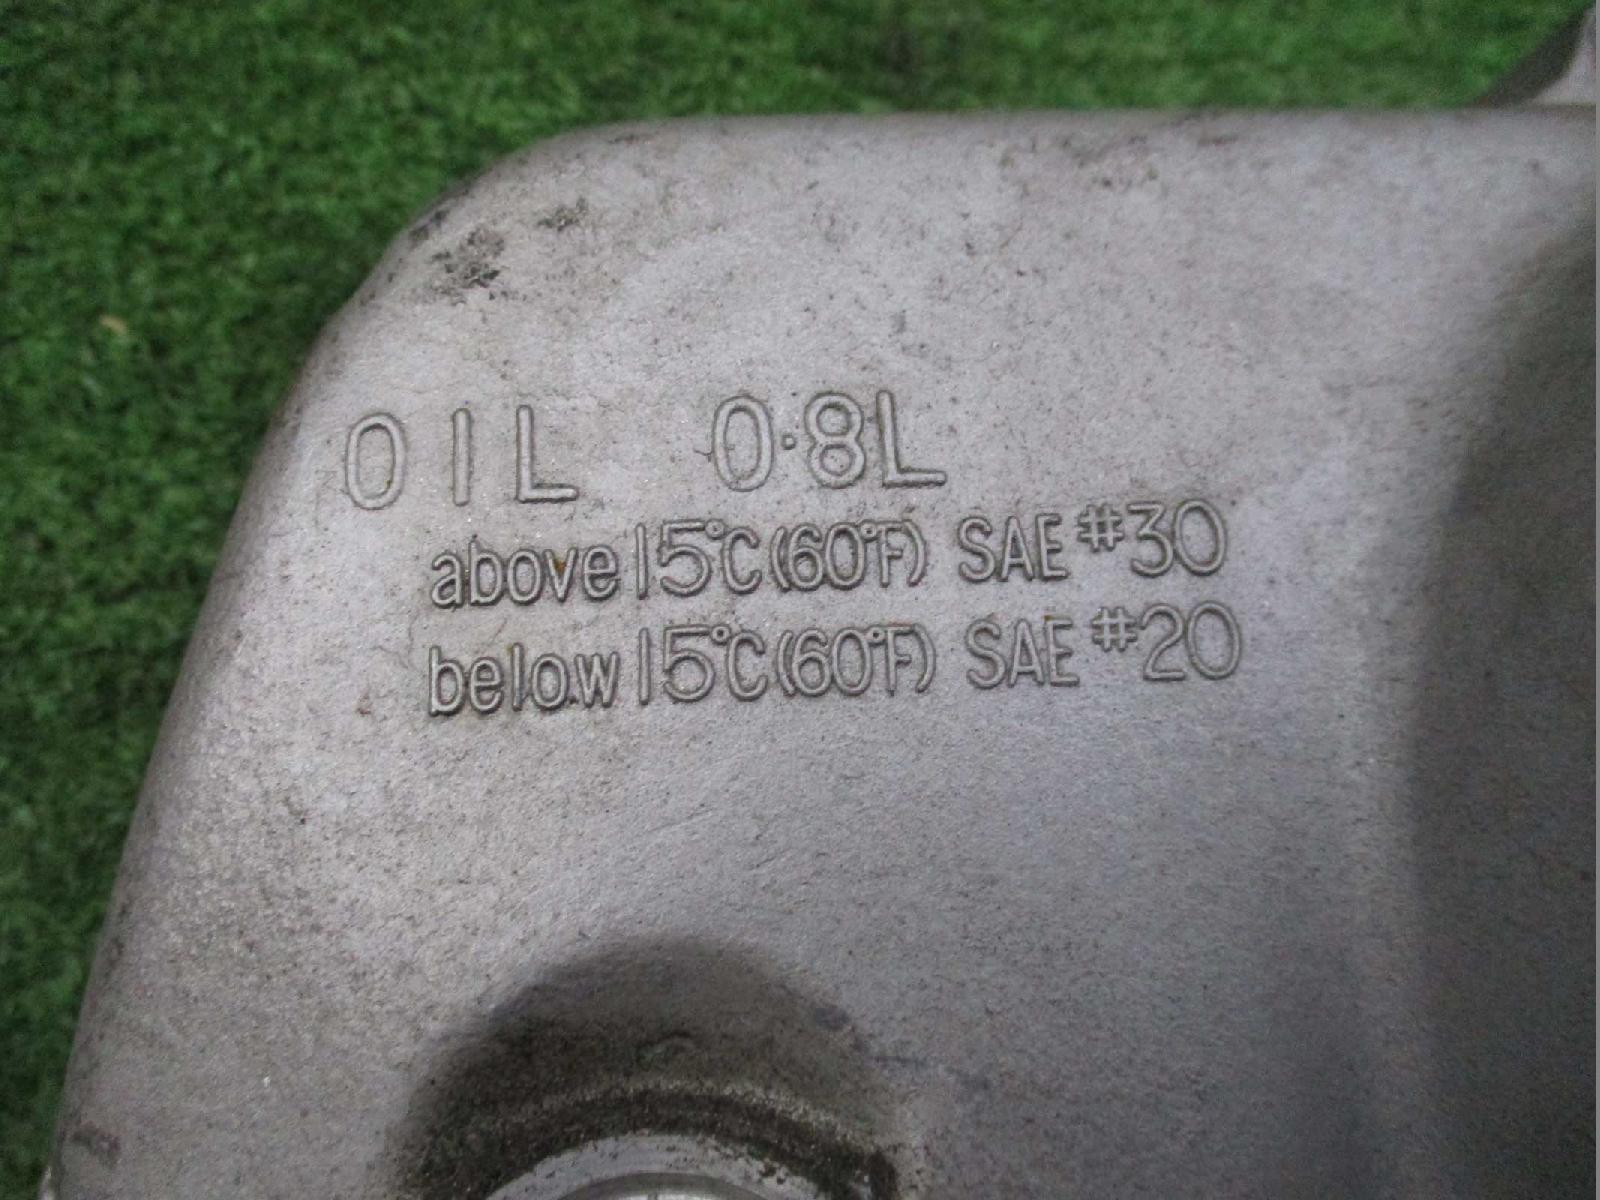 OIL 0.8L
above 15°C(60°F) SAE #30
below 15°C(60°F) SAE #20